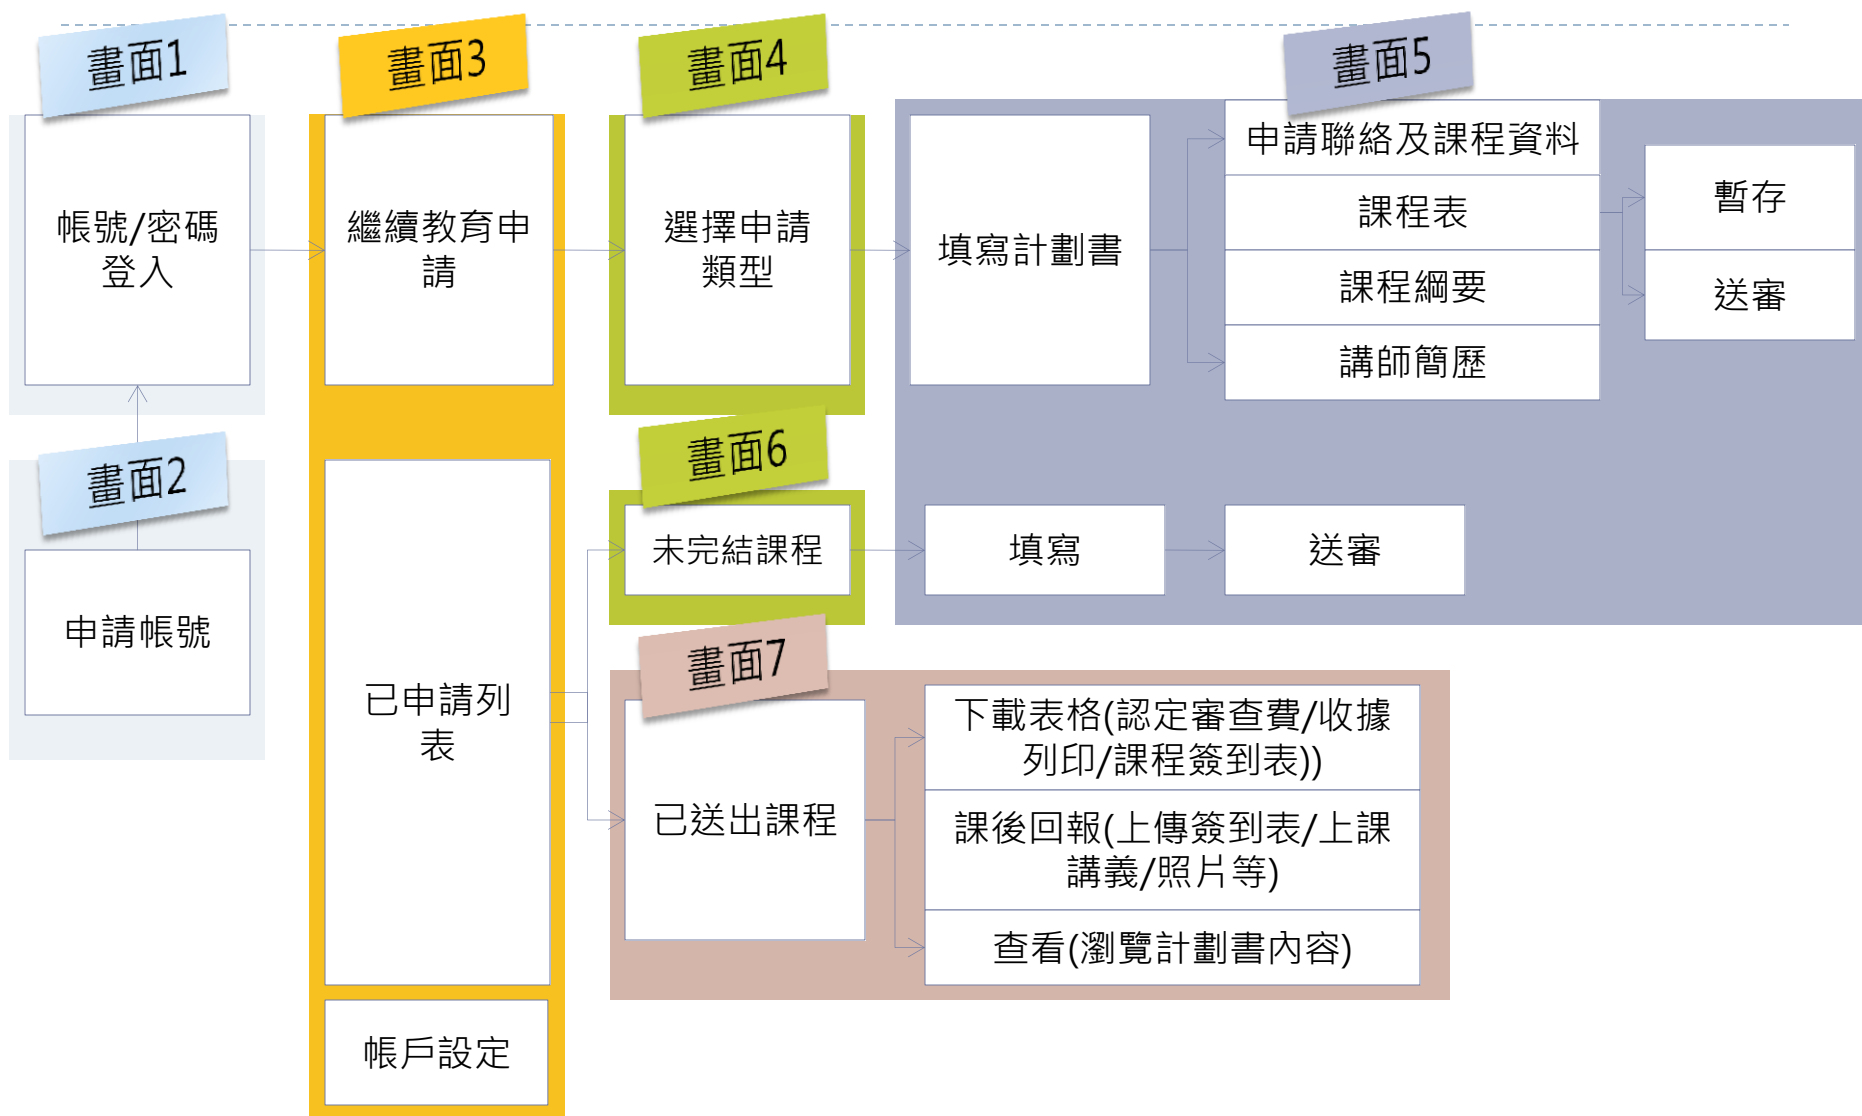 畫面1
畫面3
畫面4
畫面5
帳號/密碼
登入
繼續教育申
請
選擇申請
類型
填寫計劃書
申請聯絡及課程資料
課程表
課程綱要
講師簡歷
暫存
送審
畫面2
申請帳號
已申請列
表
帳戶設定
畫面6
未完結課程
填寫
送審
畫面7
已送出課程
下載表格(認定審查費/收據
列印/課程簽到表))
課後回報(上傳簽到表/上課
講義/照片等)
查看(瀏覽計劃書內容)